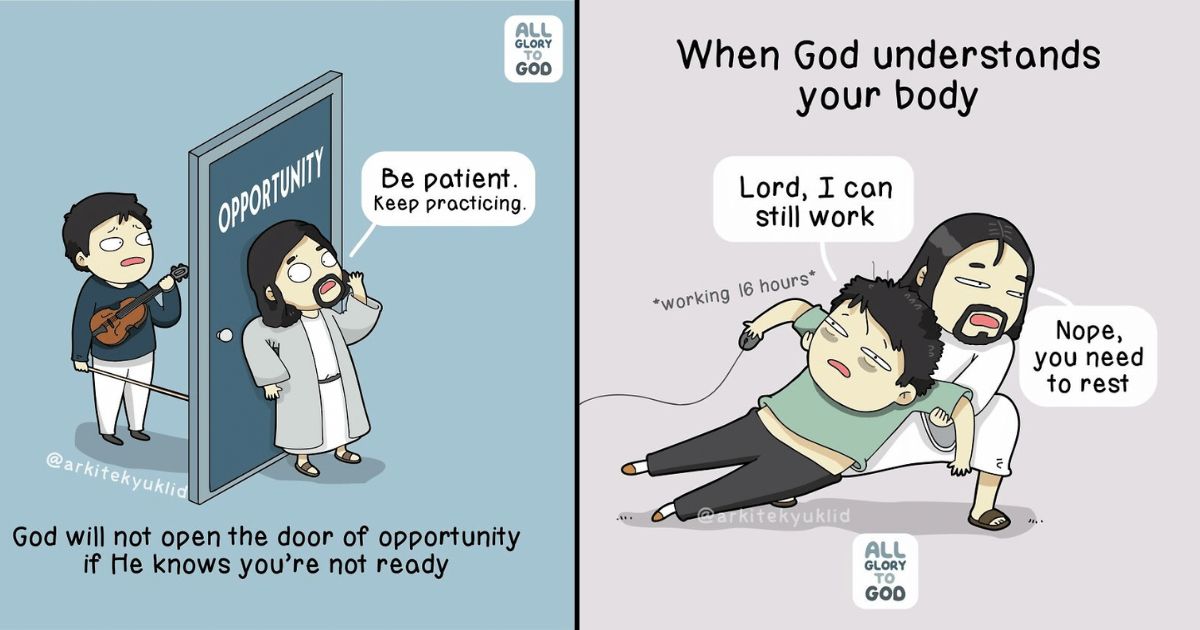 ALL
GLORY
TO
GOD
OPPORTUNITY
Be patient.
Keep practicing.
@arkitekyuklid
God will not open the door of opportunity
if He knows you're not ready
When God understands
your body
Lord, I can
still work
*working 16 hours*
Nope,
you need
to rest
@arkitekyuklid
ALL
GLORY
TO
GOD